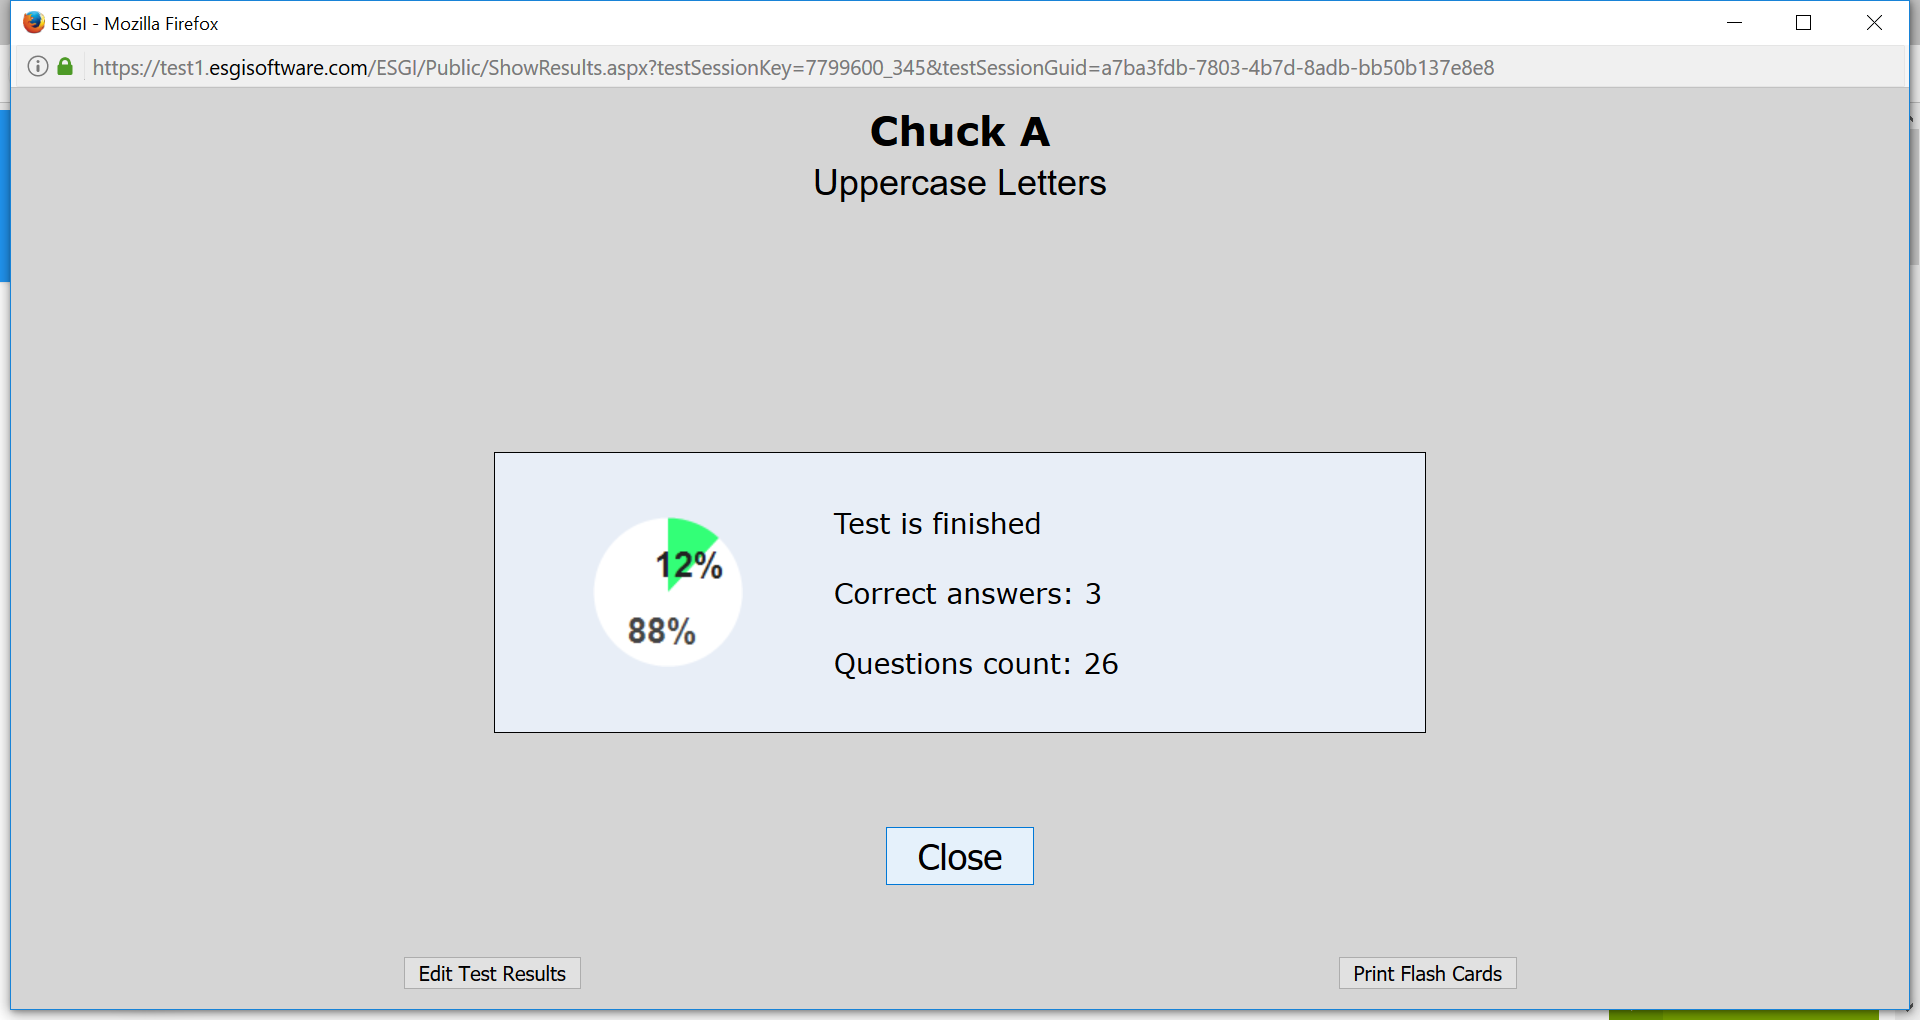 ESGI - Mozilla Firefox
https://test1.esgisoftware.com/ESGI/Public/ShowResults.aspx?testSessionKey=7799600_345&testSessionGuid=a7ba3fdb-7803-4b7d-8adb-bb50b137e8e8
Chuck A
Uppercase Letters
12%
88%
Test is finished
Correct answers: 3
Questions count: 26
Close
Edit Test Results
Print Flash Cards